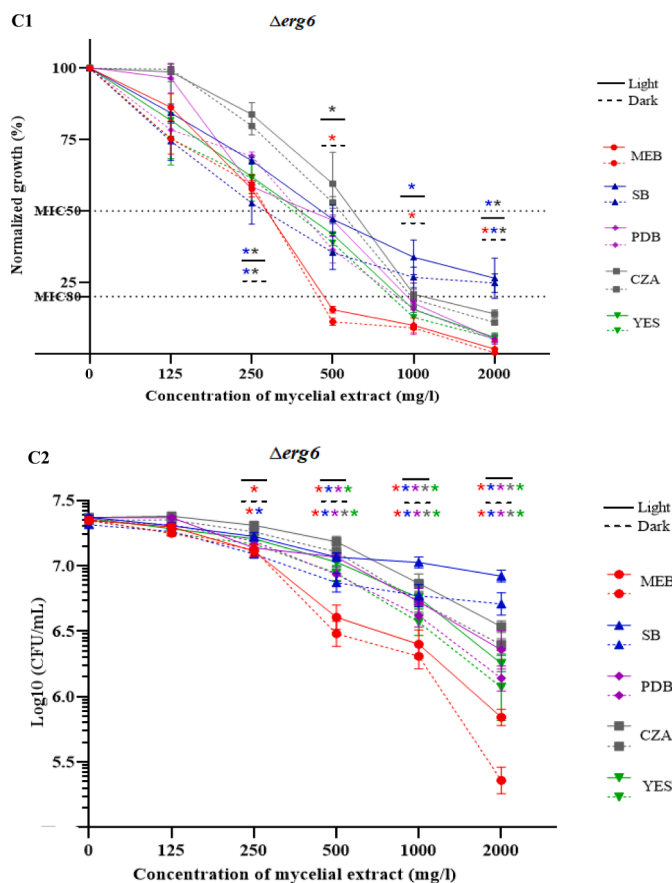 C1
Δerg6
Light
Dark
MEB
SB
PDB
CZA
YES
Normalized growth (%)
100
75
MIC50
25
MIC80
0 125 250 500 1000 2000
Concentration of mycelial extract (mg/l)
C2
Δerg6
Light
Dark
MEB
SB
PDB
CZA
YES
Log10 (CFU/mL)
7.5
7.0
6.5
6.0
5.5
0 125 250 500 1000 2000
Concentration of mycelial extract (mg/l)